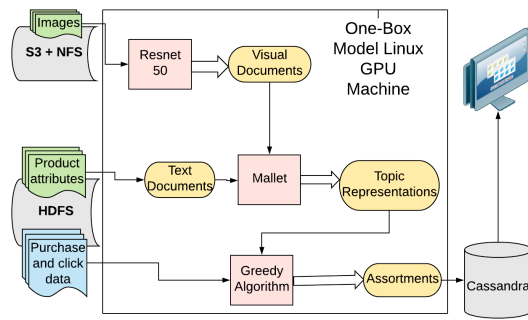 Images
S3 + NFS
Resnet
50
Visual
Documents
One-Box
Model Linux
GPU
Machine
Product
attributes
HDFS
Text
Documents
Mallet
Topic
Representations
Purchase
and click
data
Greedy
Algorithm
Assortments
Cassandra